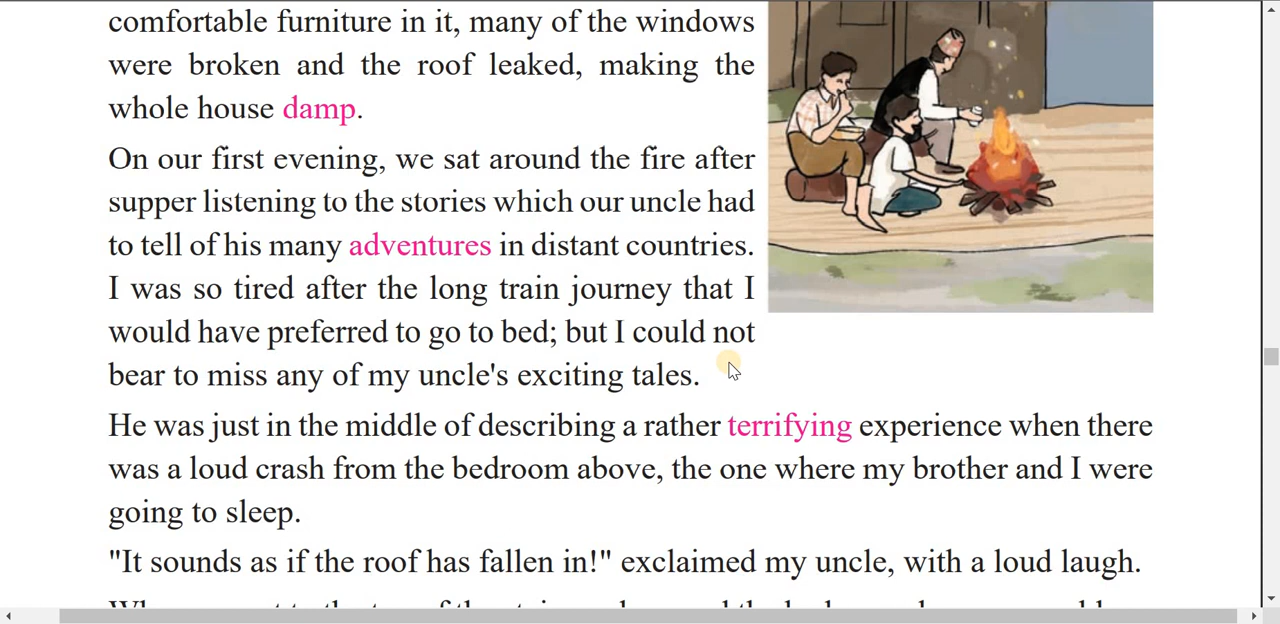 comfortable furniture in it, many of the windows
were broken and the roof leaked, making the
whole house damp.
On our first evening, we sat around the fire after
supper listening to the stories which our uncle had
to tell of his many adventures in distant countries.
I was so tired after the long train journey that I
would have preferred to go to bed; but I could not
bear to miss any of my uncle's exciting tales.
He was just in the middle of describing a rather terrifying experience when there
was a loud crash from the bedroom above, the one where my brother and I were
going to sleep.
"It sounds as if the roof has fallen in!" exclaimed my uncle, with a loud laugh.